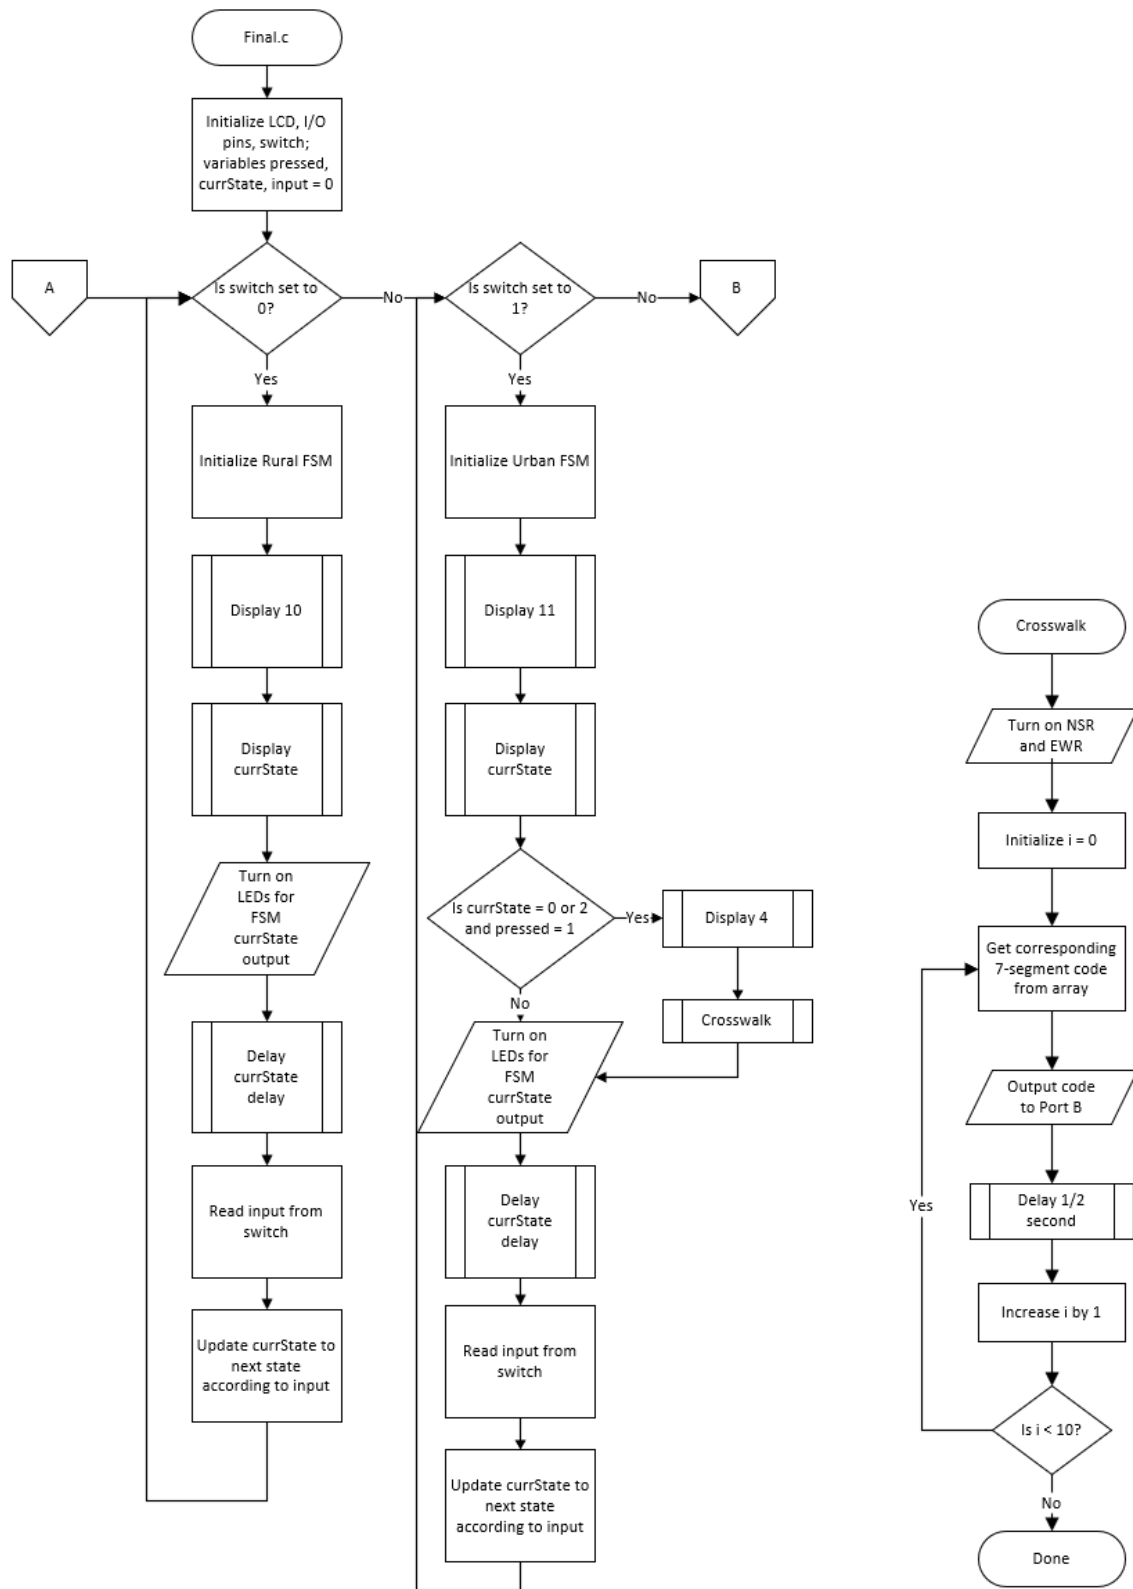 Final.c
Initialize LCD, I/O
pins, switch;
variables pressed,
currState, input = 0
A
Is switch set to
0?
No
Is switch set to
1?
No
B
Yes
Yes
Initialize Rural FSM
Initialize Urban FSM
Display 10
Display 11
Display
currState
Display
currState
Turn on
LEDs for
FSM
currState
output
Is currState = 0 or 2
and pressed = 1
Yes
Display 4
Crosswalk
No
Turn on
LEDs for
FSM
currState
output
Delay
currState
delay
Delay
currState
delay
Read input from
switch
Read input from
switch
Update currState to
next state
according to input
Update currState to
next state
according to input
Crosswalk
Turn on NSR
and EWR
Initialize i = 0
Get corresponding
7-segment code
from array
Output code
to Port B
Delay 1/2
second
Yes
Increase i by 1
Is i < 10?
No
Done